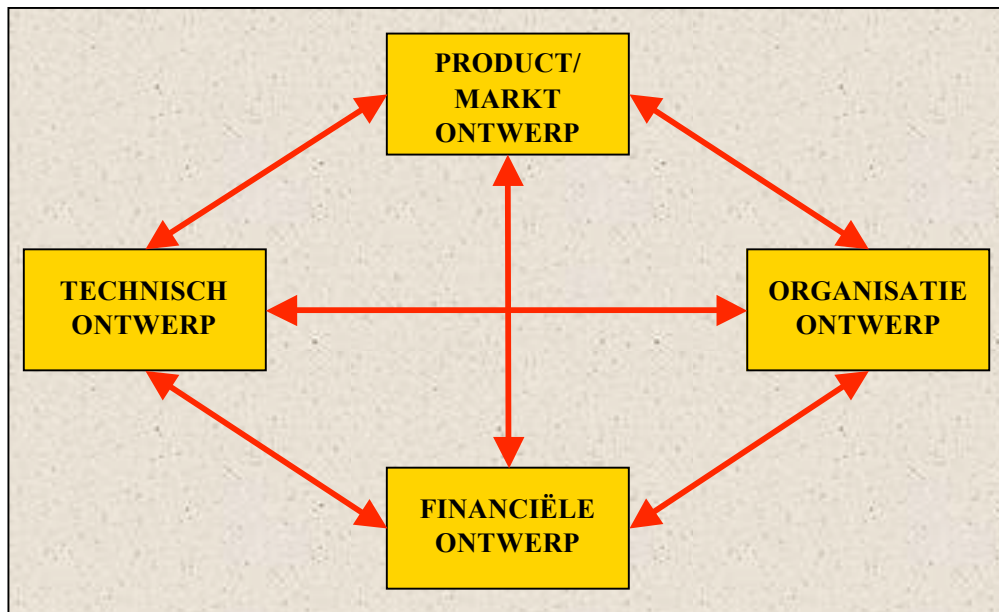 PRODUCT/
MARKT
ONTWERP
TECHNISCH
ONTWERP
ORGANISATIE
ONTWERP
FINANCIËLE
ONTWERP